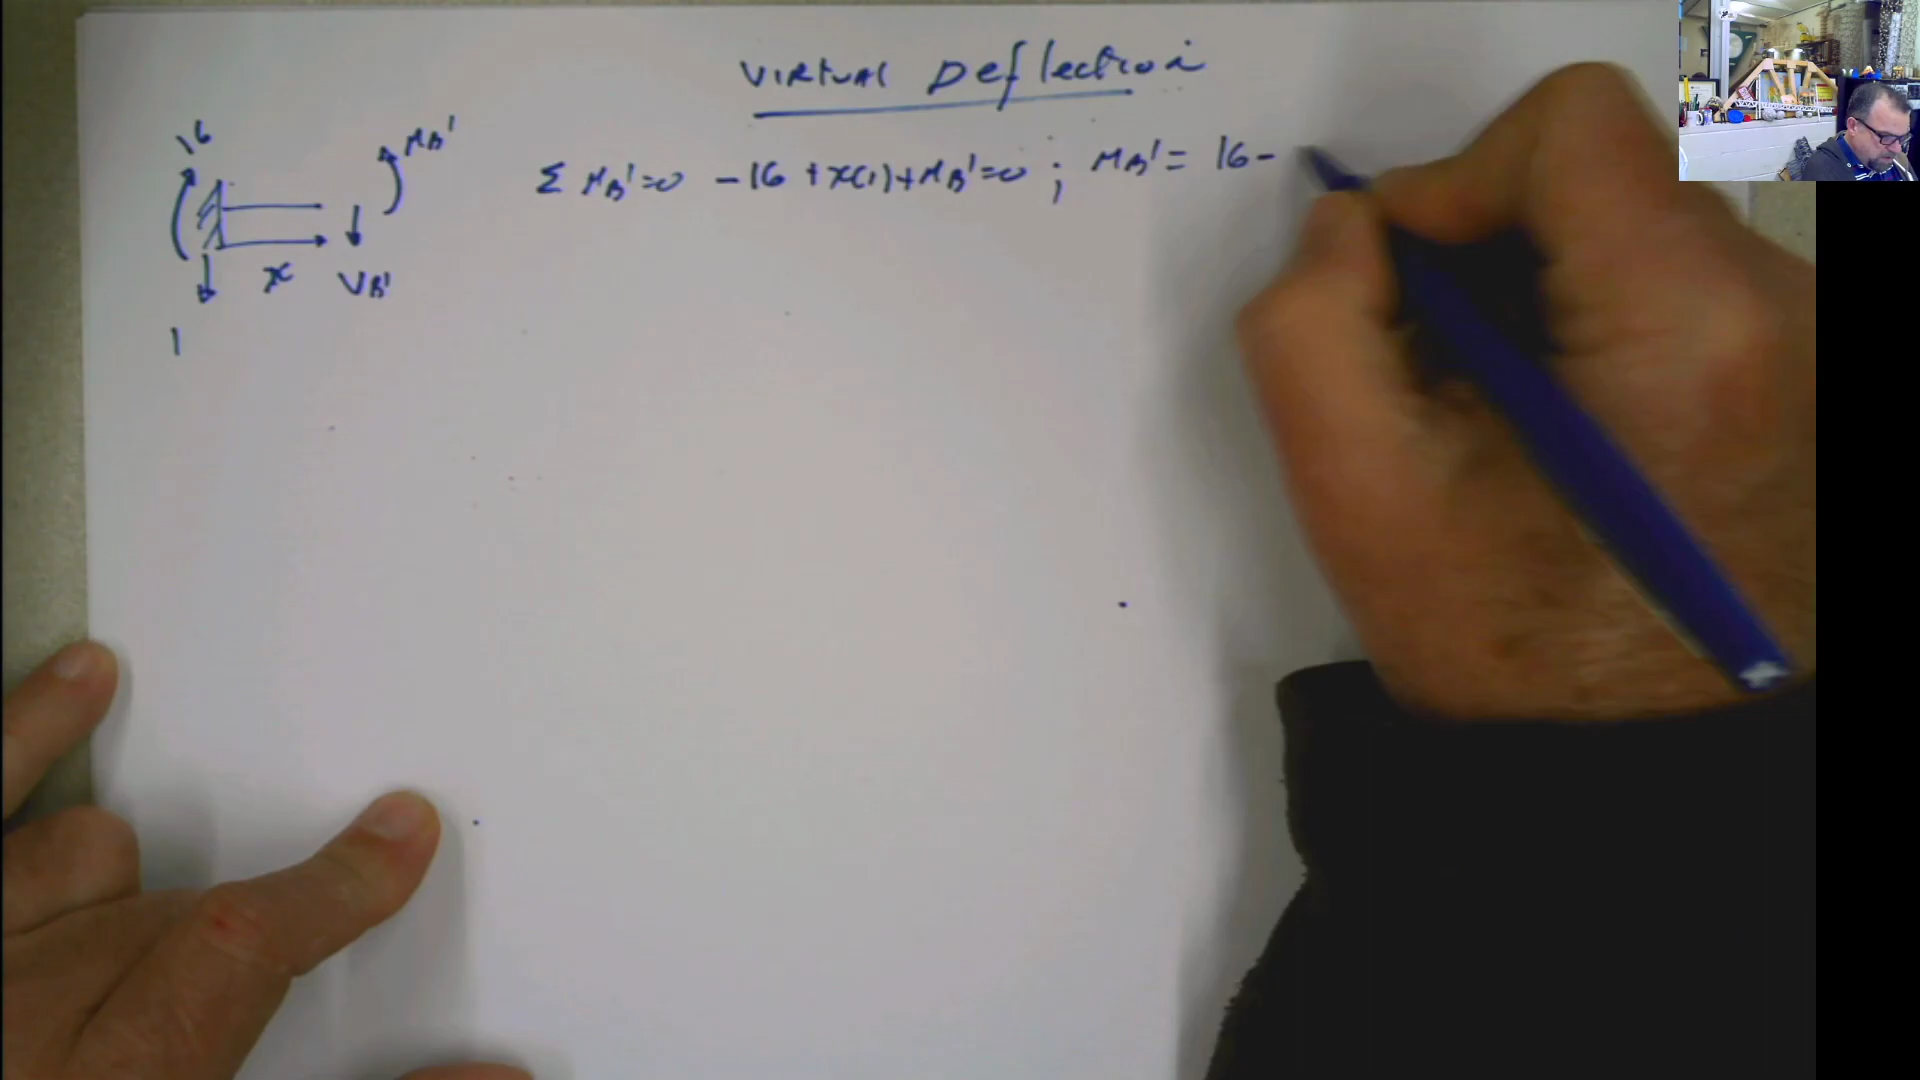 VIRTUAL Deflection
16
MB'
Σ MB'=0 -16 +x(1)+MB'=0 ; MB'= 16-
x
VB'
1